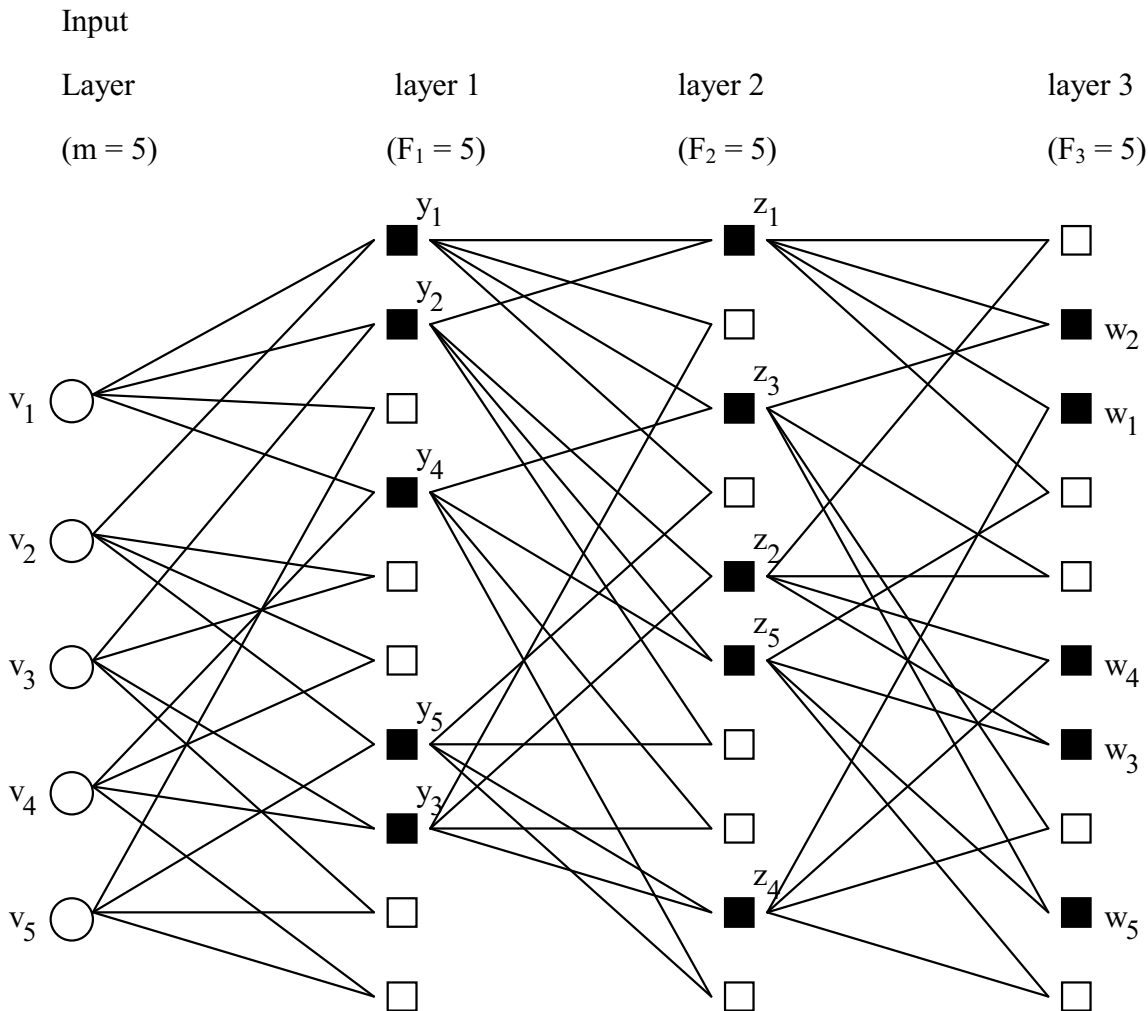 Input
Layer layer 1 layer 2 layer 3
(m = 5) (F₁ = 5) (F₂ = 5) (F₃ = 5)
y₁ z₁
y₂
w₂
v₁ z₃ w₁
y₄
v₂ z₂
z₅
v₃ w₄
y₅ w₃
v₄ y₃
z₄
v₅ w₅